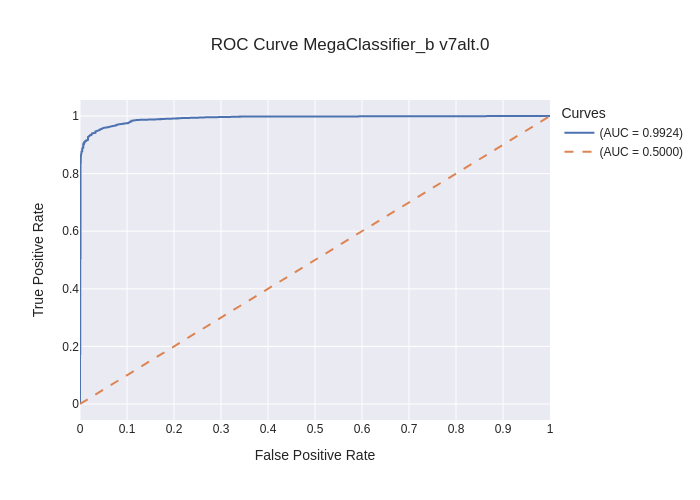 ROC Curve MegaClassifier_b v7alt.0
Curves
(AUC = 0.9924)
(AUC = 0.5000)
True Positive Rate
1
0.8
0.6
0.4
0.2
0
0 0.1 0.2 0.3 0.4 0.5 0.6 0.7 0.8 0.9 1
False Positive Rate